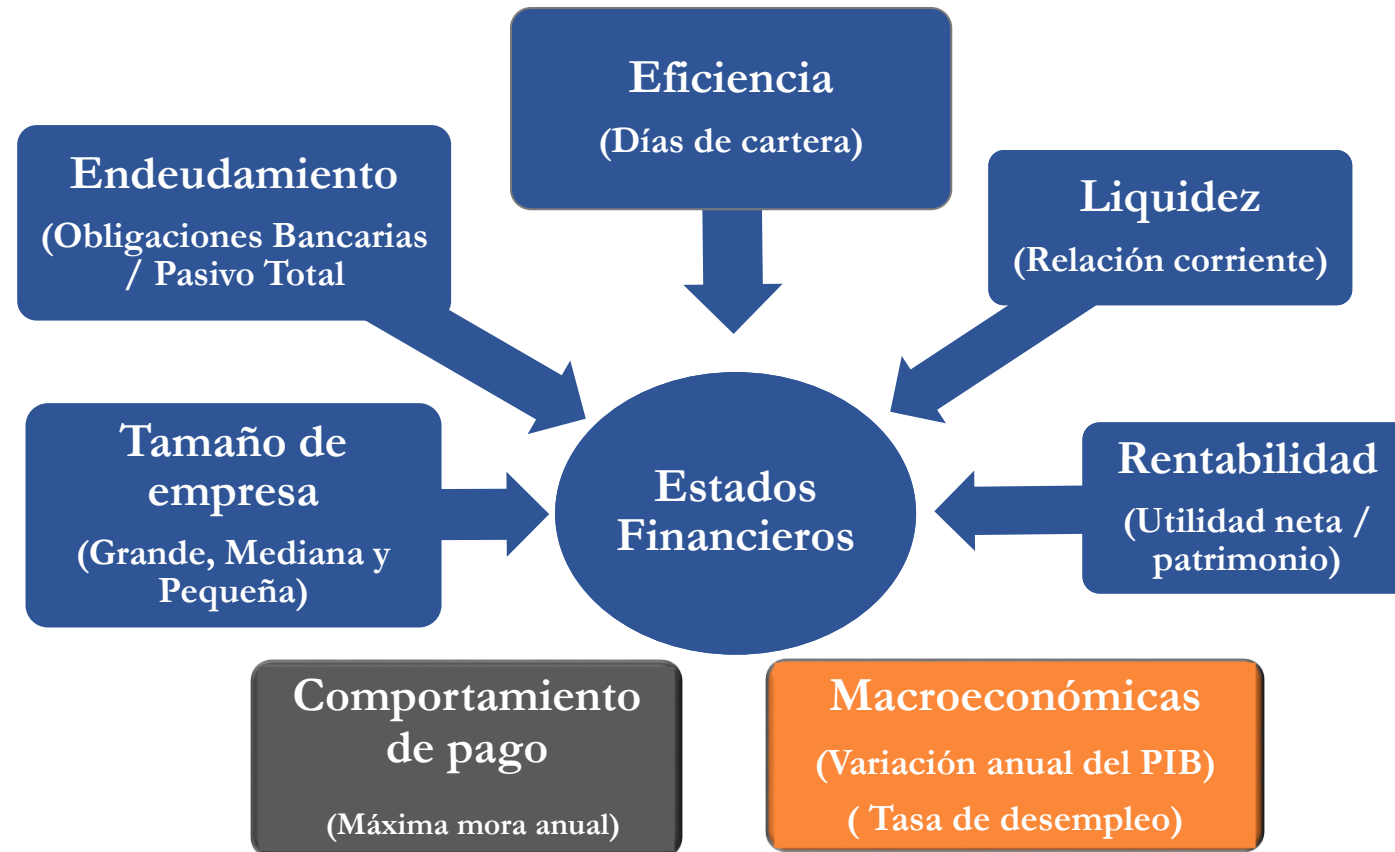 Eficiencia
(Días de cartera)
Endeudamiento
(Obligaciones Bancarias
/ Pasivo Total
Liquidez
(Relación corriente)
Tamaño de
empresa
(Grande, Mediana y
Pequeña)
Estados
Financieros
Rentabilidad
(Utilidad neta /
patrimonio)
Comportamiento
de pago
(Máxima mora anual)
Macroeconómicas
(Variación anual del PIB)
( Tasa de desempleo)